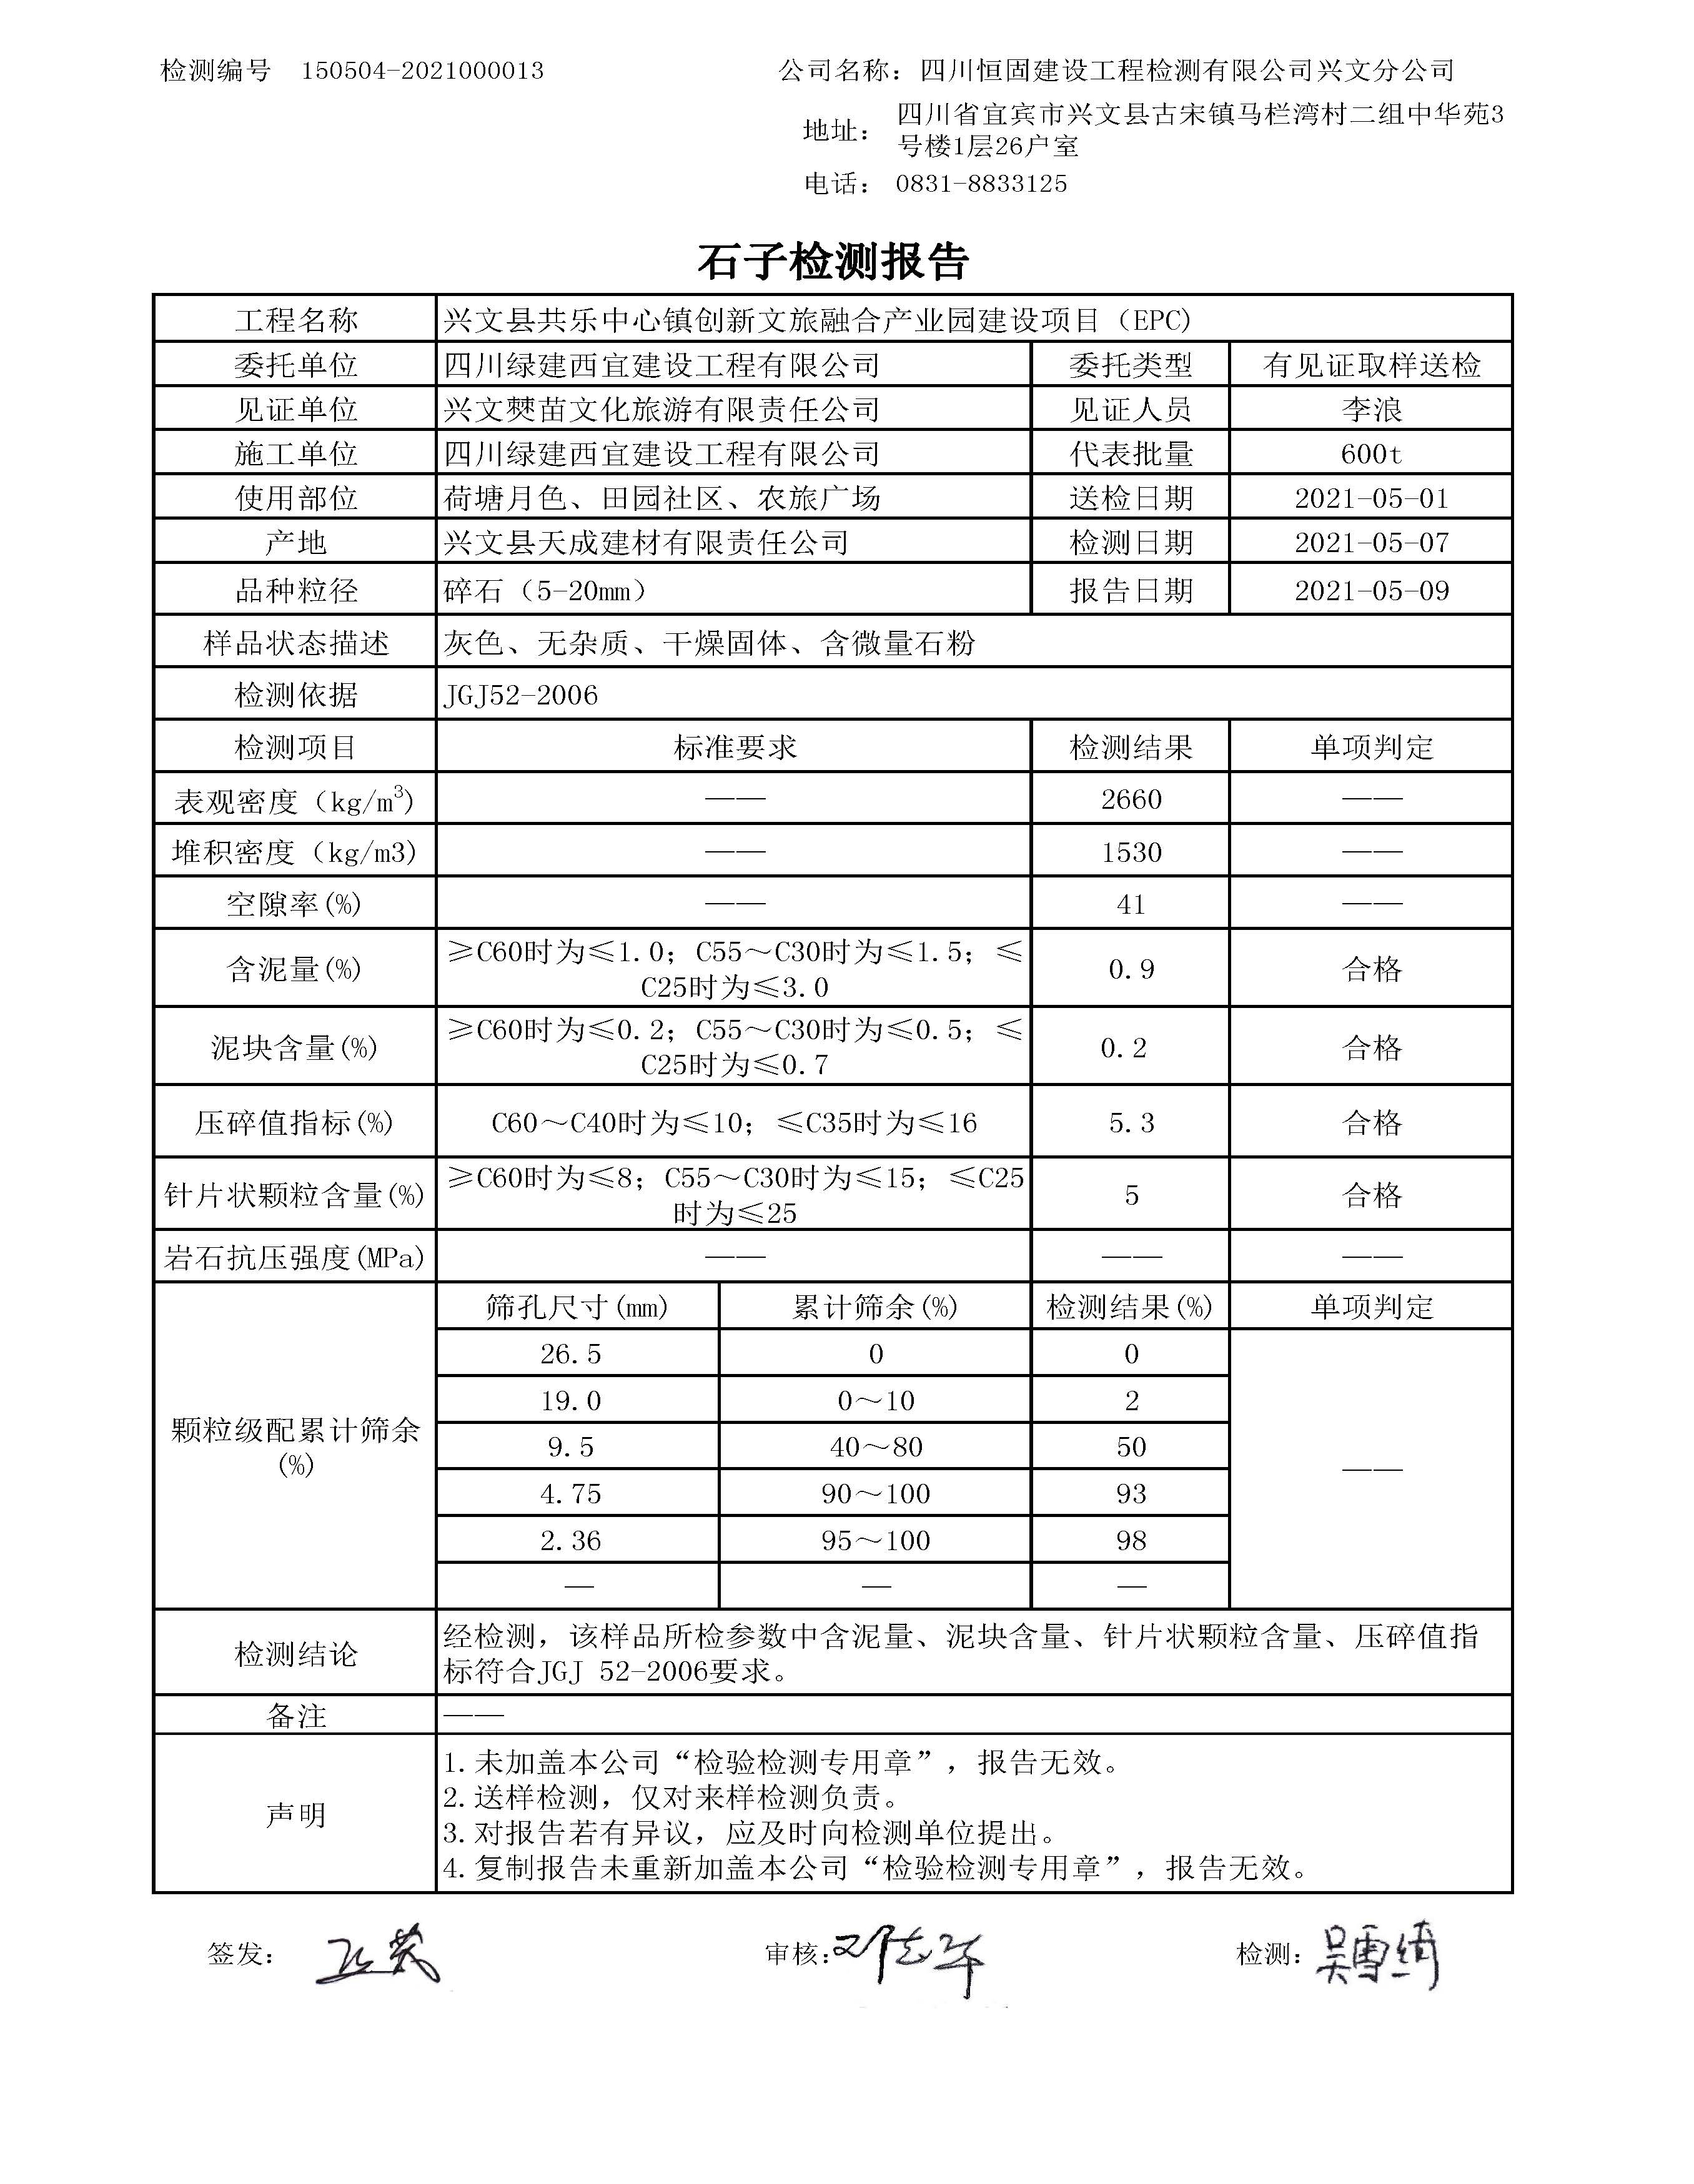 检测编号 150504-2021000013
公司名称：四川恒固建设工程检测有限公司兴文分公司
地址：四川省宜宾市兴文县古宋镇马栏湾村二组中华苑3
号楼1层26户室
电话：0831-8833125
石子检测报告
工程名称 兴文县共乐中心镇创新文旅融合产业园建设项目（EPC)
委托单位 四川绿建西宜建设工程有限公司 委托类型 有见证取样送检
见证单位 兴文僰苗文化旅游有限责任公司 见证人员 李浪
施工单位 四川绿建西宜建设工程有限公司 代表批量 600t
使用部位 荷塘月色、田园社区、农旅广场 送检日期 2021-05-01
产地 兴文县天成建材有限责任公司 检测日期 2021-05-07
品种粒径 碎石（5-20mm） 报告日期 2021-05-09
样品状态描述 灰色、无杂质、干燥固体、含微量石粉
检测依据 JGJ52-2006
检测项目 标准要求 检测结果 单项判定
表观密度（kg/m³) —— 2660 ——
堆积密度（kg/m3) —— 1530 ——
空隙率(%) —— 41 ——
含泥量(%) ≥C60时为≤1.0；C55～C30时为≤1.5；≤
C25时为≤3.0 0.9 合格
泥块含量(%) ≥C60时为≤0.2；C55～C30时为≤0.5；≤
C25时为≤0.7 0.2 合格
压碎值指标(%) C60～C40时为≤10；≤C35时为≤16 5.3 合格
针片状颗粒含量(%) ≥C60时为≤8；C55～C30时为≤15；≤C25
时为≤25 5 合格
岩石抗压强度(MPa) —— —— ——
颗粒级配累计筛余
(%)
筛孔尺寸(mm) 累计筛余(%) 检测结果(%) 单项判定
26.5 0 0
19.0 0～10 2
9.5 40～80 50
4.75 90～100 93
2.36 95～100 98
— — —
——
检测结论 经检测，该样品所检参数中含泥量、泥块含量、针片状颗粒含量、压碎值指
标符合JGJ 52-2006要求。
备注 ——
声明
1.未加盖本公司“检验检测专用章”，报告无效。
2.送样检测，仅对来样检测负责。
3.对报告若有异议，应及时向检测单位提出。
4.复制报告未重新加盖本公司“检验检测专用章”，报告无效。
签发： 审核：邓志华 检测：吴雪绮